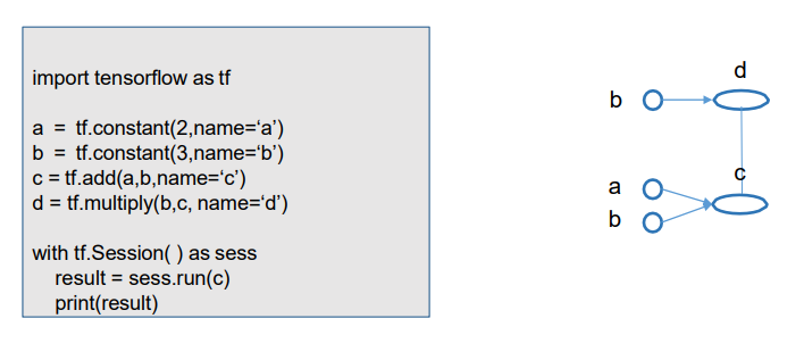 import tensorflow as tf
a = tf.constant(2,name=‘a’)
b = tf.constant(3,name=‘b’)
c = tf.add(a,b,name=‘c’)
d = tf.multiply(b,c, name=‘d’)
with tf.Session( ) as sess
result = sess.run(c)
print(result)
d
b
c
a
b